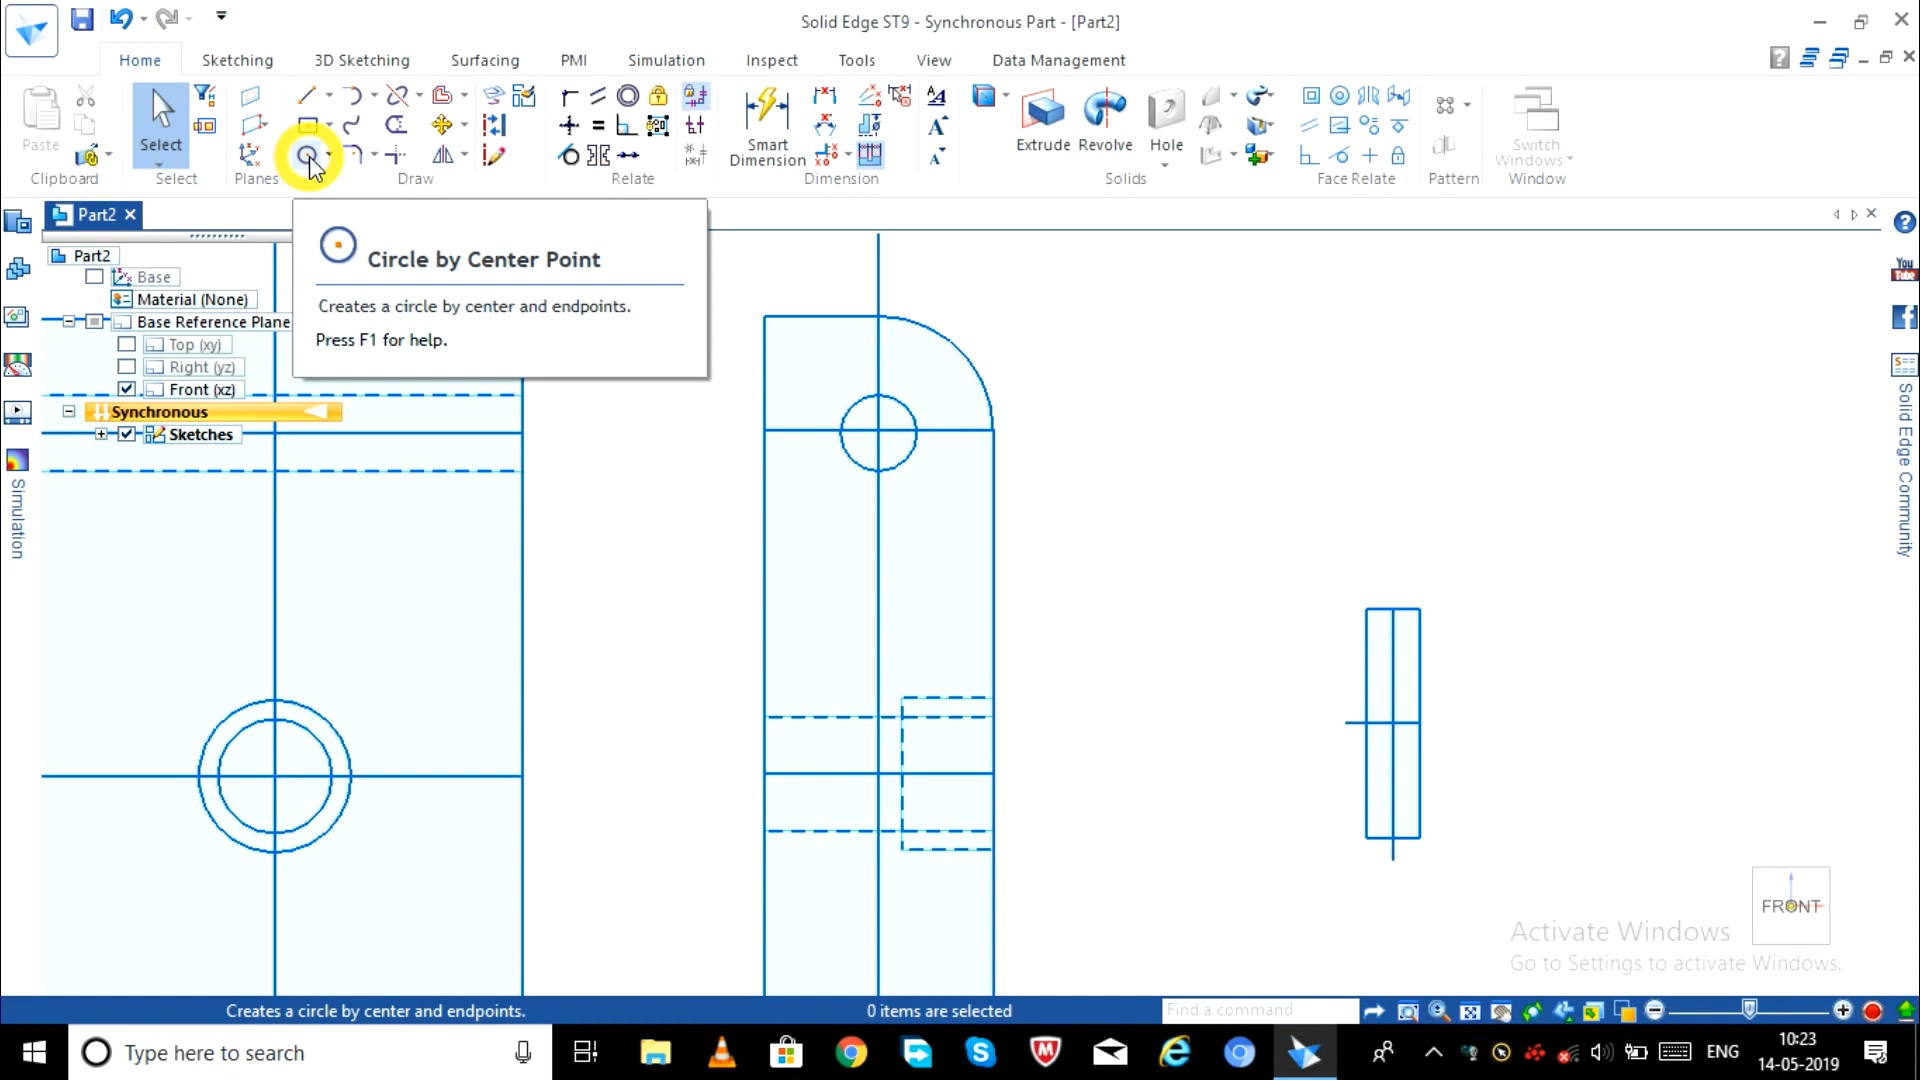 Solid Edge ST9 - Synchronous Part - [Part2]
Home
Sketching
3D Sketching
Surfacing
PMI
Simulation
Inspect
Tools
View
Data Management
Paste
Select
Smart Dimension
Extrude
Revolve
Hole
Switch Windows
Clipboard
Select
Planes
Draw
Relate
Dimension
Solids
Face Relate
Pattern
Window
Part2
Part2
Base
Material (None)
Base Reference Plane
Top (xy)
Right (yz)
Front (xz)
Synchronous
Sketches
Circle by Center Point
Creates a circle by center and endpoints.
Press F1 for help.
Simulation
You Tube
Solid Edge Community
FRONT
Activate Windows
Go to Settings to activate Windows.
Creates a circle by center and endpoints.
0 items are selected
Find a command
Type here to search
ENG
10:23
14-05-2019